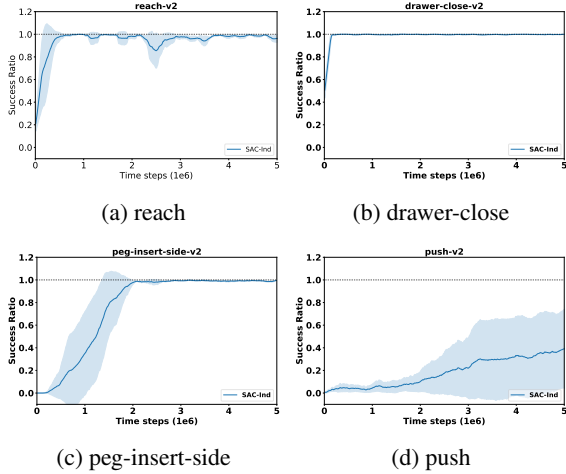 reach-v2
1.2
1.0
0.8
0.6
0.4
0.2
0.0
Success Ratio
0 1 2 3 4 5
Time steps (1e6)
SAC-Ind
(a) reach
drawer-close-v2
1.2
1.0
0.8
0.6
0.4
0.2
0.0
Success Ratio
0 1 2 3 4 5
Time steps (1e6)
SAC-Ind
(b) drawer-close
peg-insert-side-v2
1.2
1.0
0.8
0.6
0.4
0.2
0.0
Success Ratio
0 1 2 3 4 5
Time steps (1e6)
SAC-Ind
(c) peg-insert-side
push-v2
1.2
1.0
0.8
0.6
0.4
0.2
0.0
Success Ratio
0 1 2 3 4 5
Time steps (1e6)
SAC-Ind
(d) push